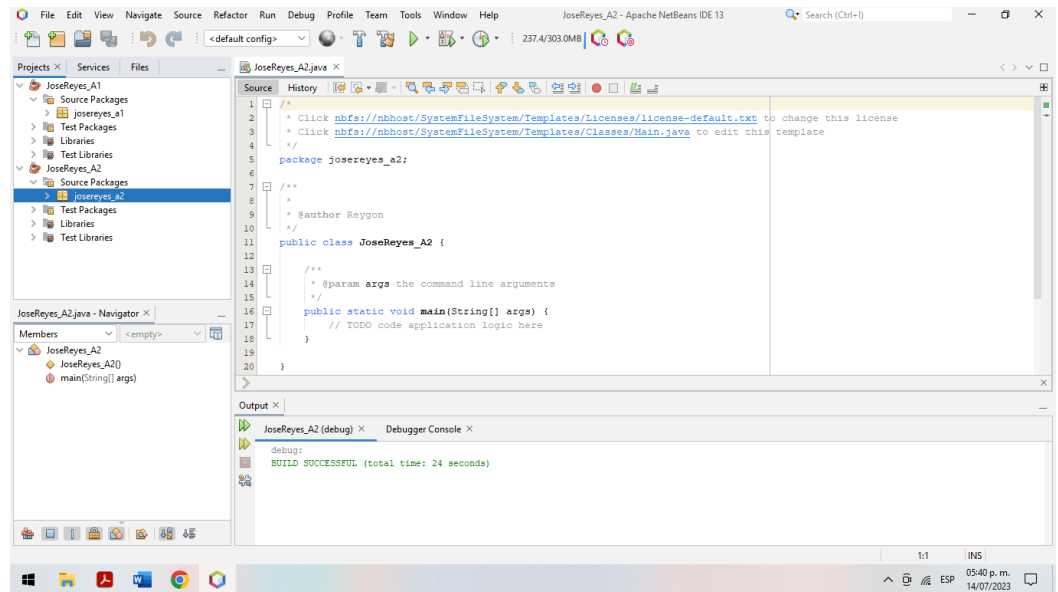 File Edit View Navigate Source Refactor Run Debug Profile Team Tools Window Help JoseReyes_A2 - Apache NetBeans IDE 13 Search (Ctrl+I)
<default config> 237.4/303.0MB
Projects Services Files
JoseReyes_A1
Source Packages
josereyes_a1
Test Packages
Libraries
Test Libraries
JoseReyes_A2
Source Packages
josereyes_a2
Test Packages
Libraries
Test Libraries
JoseReyes_A2.java - Navigator
Members <empty>
JoseReyes_A2
JoseReyes_A2()
main(String[] args)
JoseReyes_A2.java
Source History
1 /*
2 * Click nbfs://nbhost/SystemFileSystem/Templates/Licenses/license-default.txt to change this license
3 * Click nbfs://nbhost/SystemFileSystem/Templates/Classes/Main.java to edit this template
4 */
5 package josereyes_a2;
6
7 /**
8 *
9 * @author Reygon
10 */
11 public class JoseReyes_A2 {
12
13 /**
14 * @param args the command line arguments
15 */
16 public static void main(String[] args) {
17 // TODO code application logic here
18 }
19
20 }
Output
JoseReyes_A2 (debug) Debugger Console
debug:
BUILD SUCCESSFUL (total time: 24 seconds)
1:1 INS
ESP 05:40 p. m.
14/07/2023